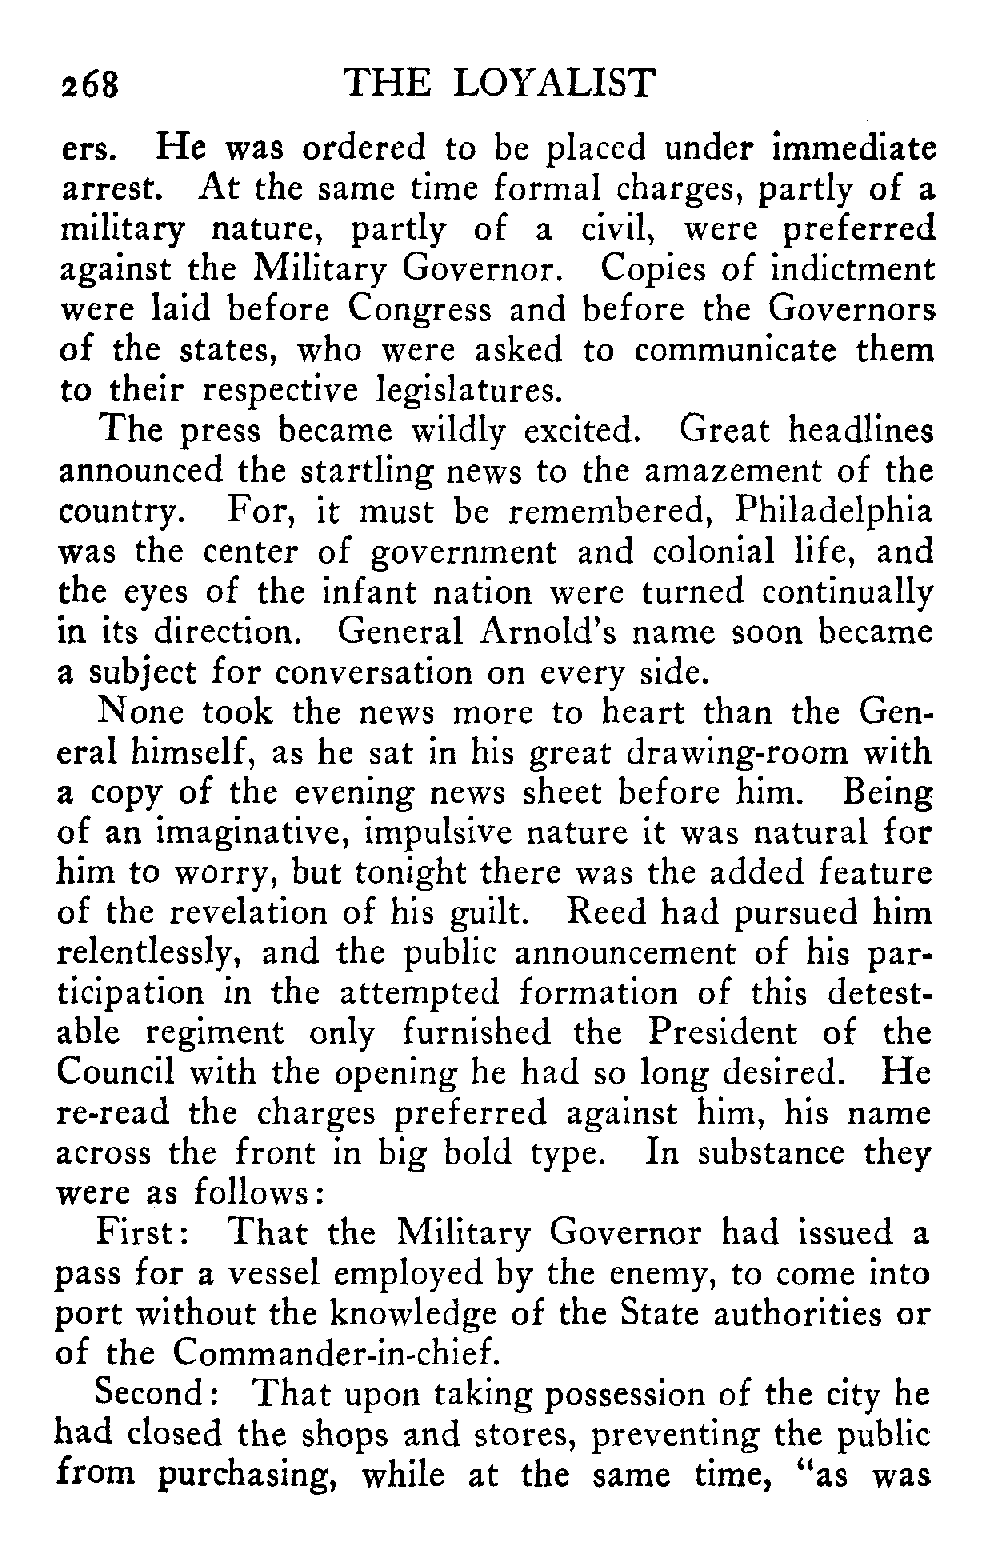 268 THE LOYALIST
ers. He was ordered to be placed under immediate
arrest. At the same time formal charges, partly of a
military nature, partly of a civil, were preferred
against the Military Governor. Copies of indictment
were laid before Congress and before the Governors
of the states, who were asked to communicate them
to their respective legislatures.
The press became wildly excited. Great headlines
announced the startling news to the amazement of the
country. For, it must be remembered, Philadelphia
was the center of government and colonial life, and
the eyes of the infant nation were turned continually
in its direction. General Arnold's name soon became
a subject for conversation on every side.
None took the news more to heart than the Gen-
eral himself, as he sat in his great drawing-room with
a copy of the evening news sheet before him. Being
of an imaginative, impulsive nature it was natural for
him to worry, but tonight there was the added feature
of the revelation of his guilt. Reed had pursued him
relentlessly, and the public announcement of his par-
ticipation in the attempted formation of this detest-
able regiment only furnished the President of the
Council with the opening he had so long desired. He
re-read the charges preferred against him, his name
across the front in big bold type. In substance they
were as follows:
First: That the Military Governor had issued a
pass for a vessel employed by the enemy, to come into
port without the knowledge of the State authorities or
of the Commander-in-chief.
Second: That upon taking possession of the city he
had closed the shops and stores, preventing the public
from purchasing, while at the same time, "as was